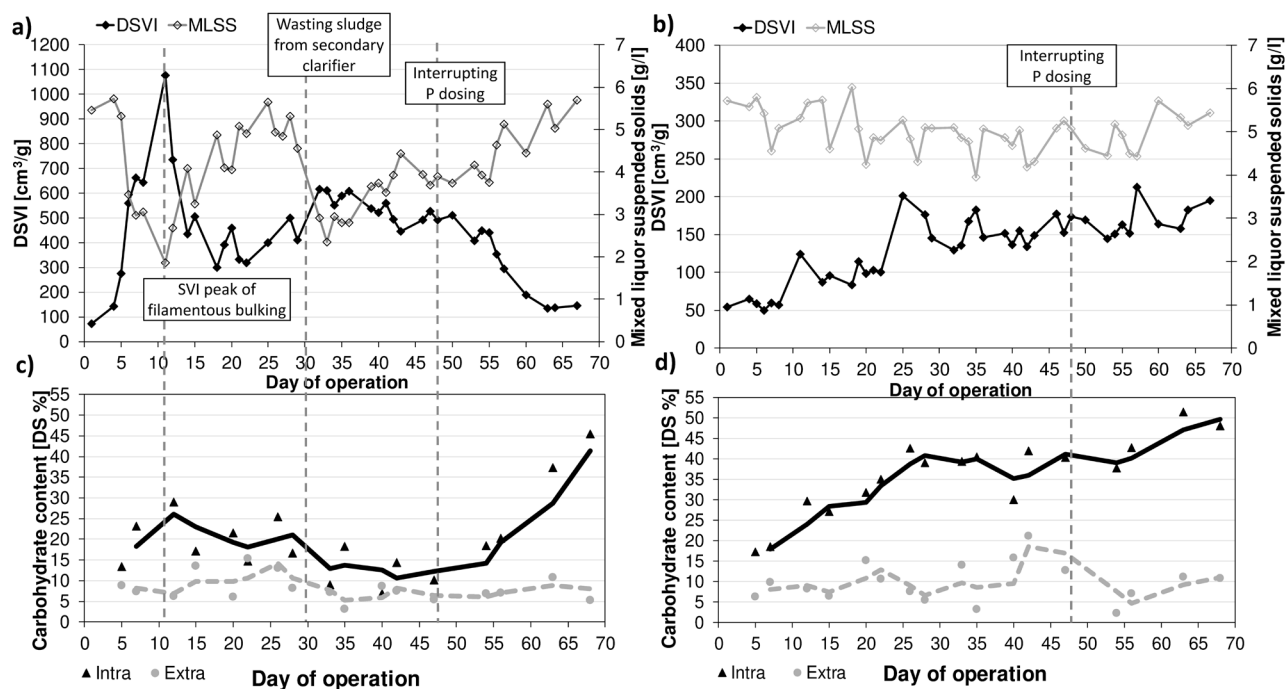 a)
DSVI MLSS
Wasting sludge
from secondary
clarifier
Interrupting
P dosing
SVI peak of
filamentous bulking
DSVI [cm³/g]
1200
1100
1000
900
800
700
600
500
400
300
200
100
0
Mixed liquor suspended solids [g/l]
7
6
5
4
3
2
1
0
0 5 10 15 20 25 30 35 40 45 50 55 60 65 70
Day of operation
b)
DSVI MLSS
Interrupting
P dosing
DSVI [cm³/g]
400
350
300
250
200
150
100
50
0
Mixed liquor suspended solids [g/l]
7
6
5
4
3
2
1
0
0 5 10 15 20 25 30 35 40 45 50 55 60 65 70
Day of operation
c)
Carbohydrate content [DS %]
55
50
45
40
35
30
25
20
15
10
5
0
0 5 10 15 20 25 30 35 40 45 50 55 60 65 70
Intra Extra
Day of operation
d)
Carbohydrate content [DS %]
55
50
45
40
35
30
25
20
15
10
5
0
0 5 10 15 20 25 30 35 40 45 50 55 60 65 70
Intra Extra
Day of operation